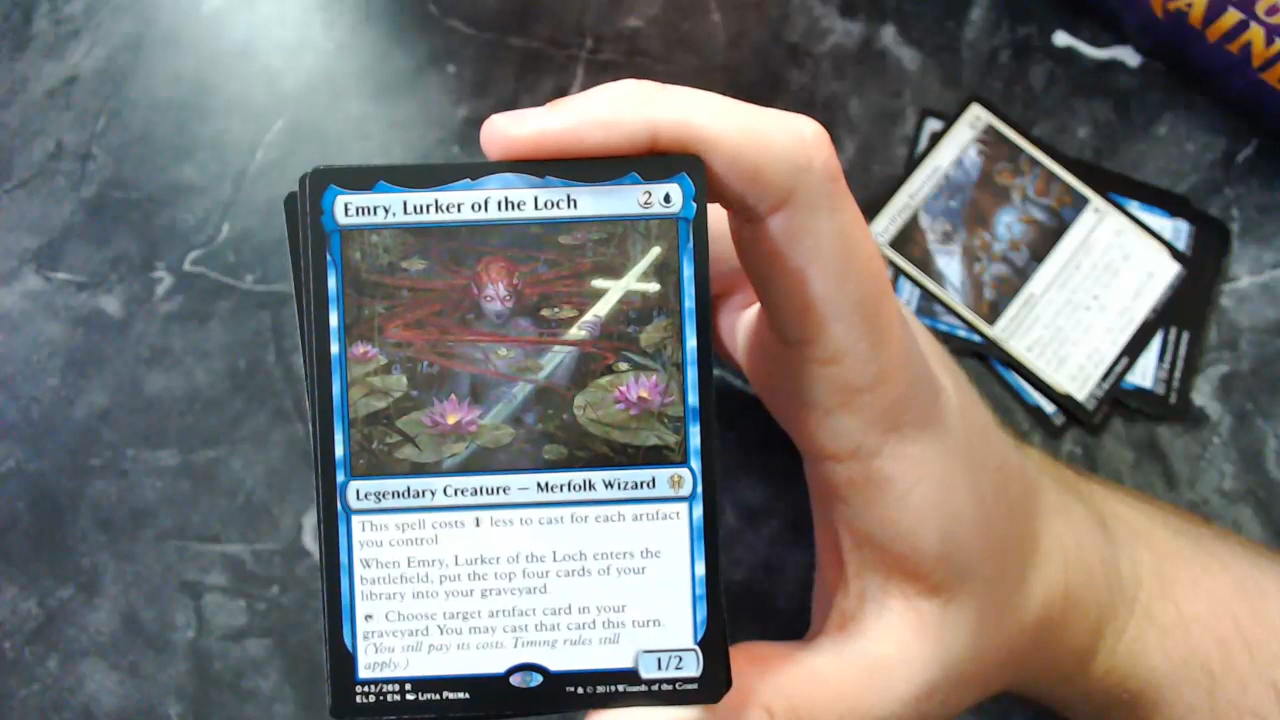 Emry, Lurker of the Loch 2
Legendary Creature — Merfolk Wizard
This spell costs 1 less to cast for each artifact
you control
When Emry, Lurker of the Loch enters the
battlefield, put the top four cards of your
library into your graveyard.
Choose target artifact card in your
graveyard. You may cast that card this turn.
(You still pay its costs. Timing rules still
apply.)
1/2
043/269 R
ELD • EN LIVIA PRIMA
™ & © 2019 Wizards of the Coast